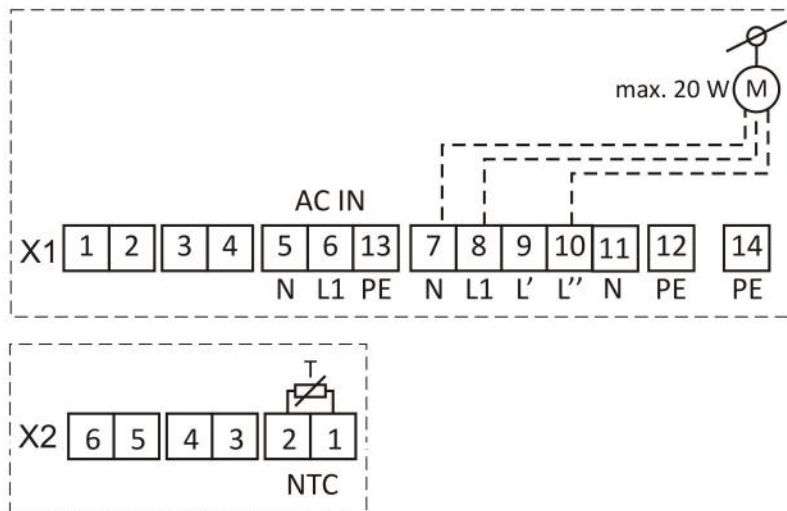 max. 20 W M
AC IN
X1 1 2 3 4 5 6 13 7 8 9 10 11 12 14
N L1 PE N L1 L’ L’’ N PE PE
T
X2 6 5 4 3 2 1
NTC